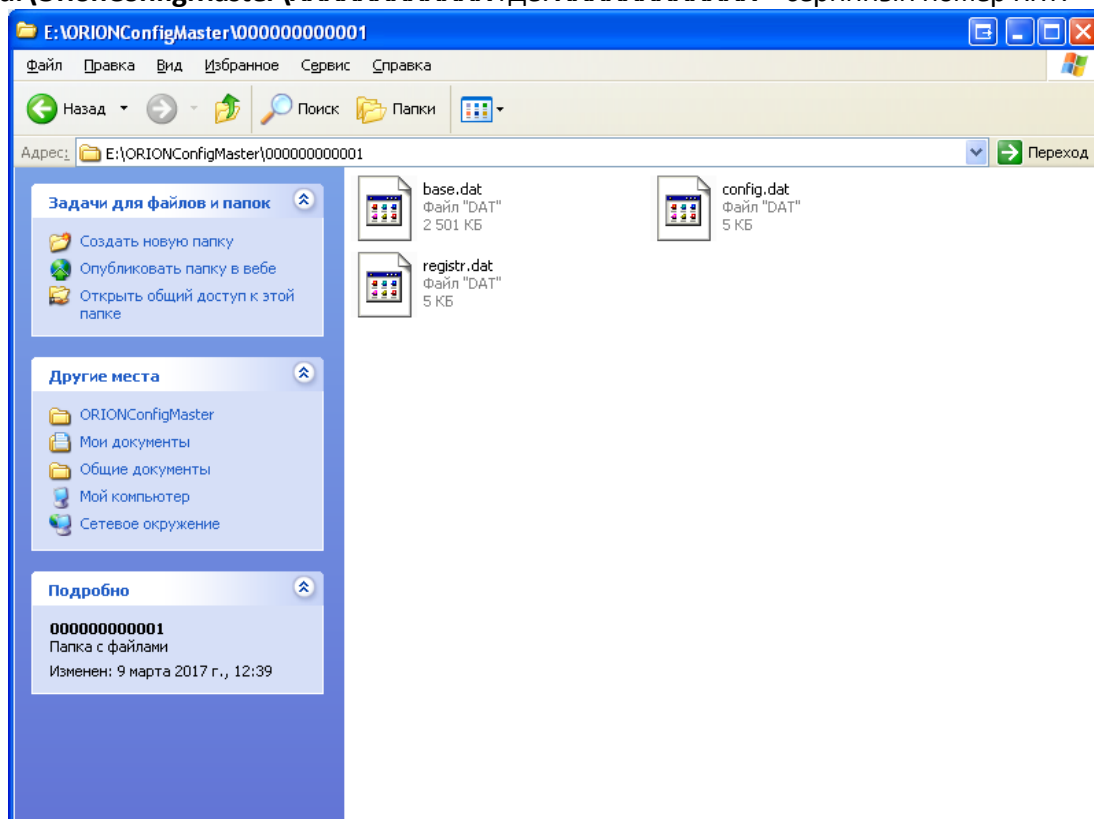 E:\ORIONConfigMaster\000000000001
Файл Правка Вид Избранное Сервис Справка
Назад Поиск Папки
Адрес: E:\ORIONConfigMaster\000000000001 Переход
Задачи для файлов и папок
Создать новую папку
Опубликовать папку в вебе
Открыть общий доступ к этой
папке
Другие места
ORIONConfigMaster
Мои документы
Общие документы
Мой компьютер
Сетевое окружение
Подробно
000000000001
Папка с файлами
Изменен: 9 марта 2017 г., 12:39
base.dat
Файл "DAT"
2 501 КБ
config.dat
Файл "DAT"
5 КБ
registr.dat
Файл "DAT"
5 КБ